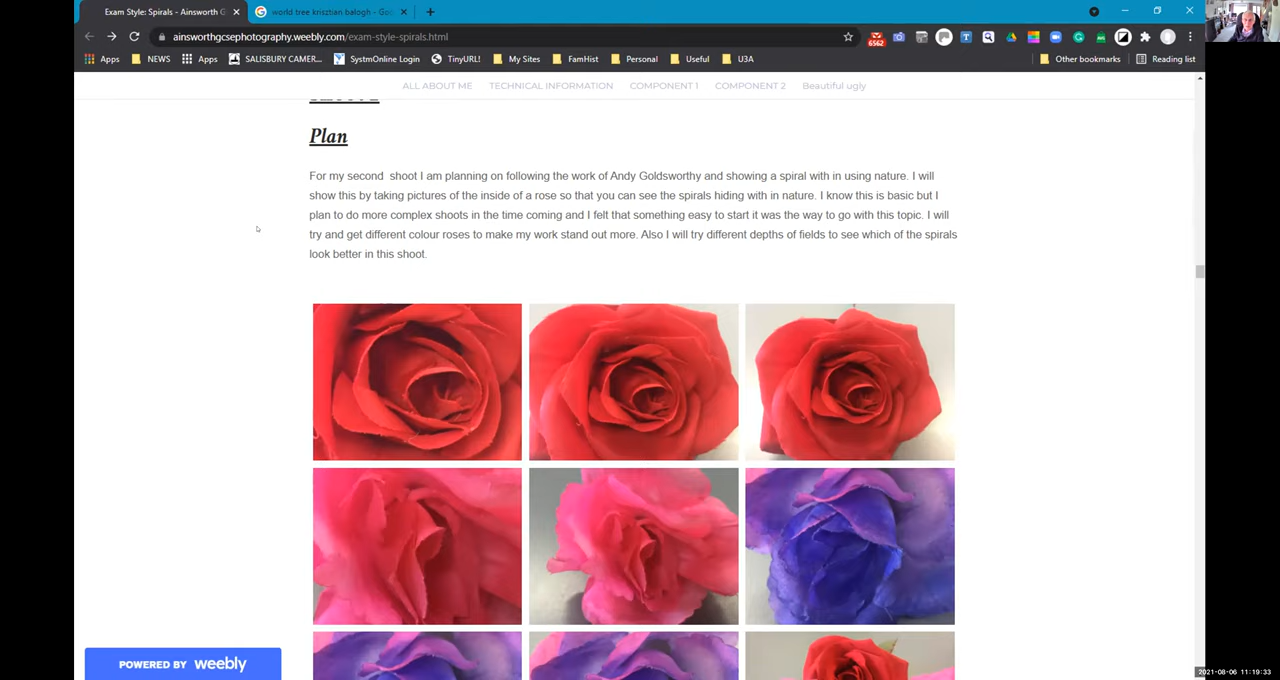 Exam Style: Spirals - Ainsworth G
world tree krisztian balogh - Goo
ainsworthgcsephotography.weebly.com/exam-style-spirals.html
6562
Apps
NEWS
Apps
SALISBURY CAMER...
SystmOnline Login
TinyURL!
My Sites
FamHist
Personal
Useful
U3A
Other bookmarks
Reading list
ALL ABOUT ME
TECHNICAL INFORMATION
COMPONENT 1
COMPONENT 2
Beautiful ugly
Plan
For my second shoot I am planning on following the work of Andy Goldsworthy and showing a spiral with in using nature. I will
show this by taking pictures of the inside of a rose so that you can see the spirals hiding with in nature. I know this is basic but I
plan to do more complex shoots in the time coming and I felt that something easy to start it was the way to go with this topic. I will
try and get different colour roses to make my work stand out more. Also I will try different depths of fields to see which of the spirals
look better in this shoot.
POWERED BY weebly
2021-08-06 11:19:33